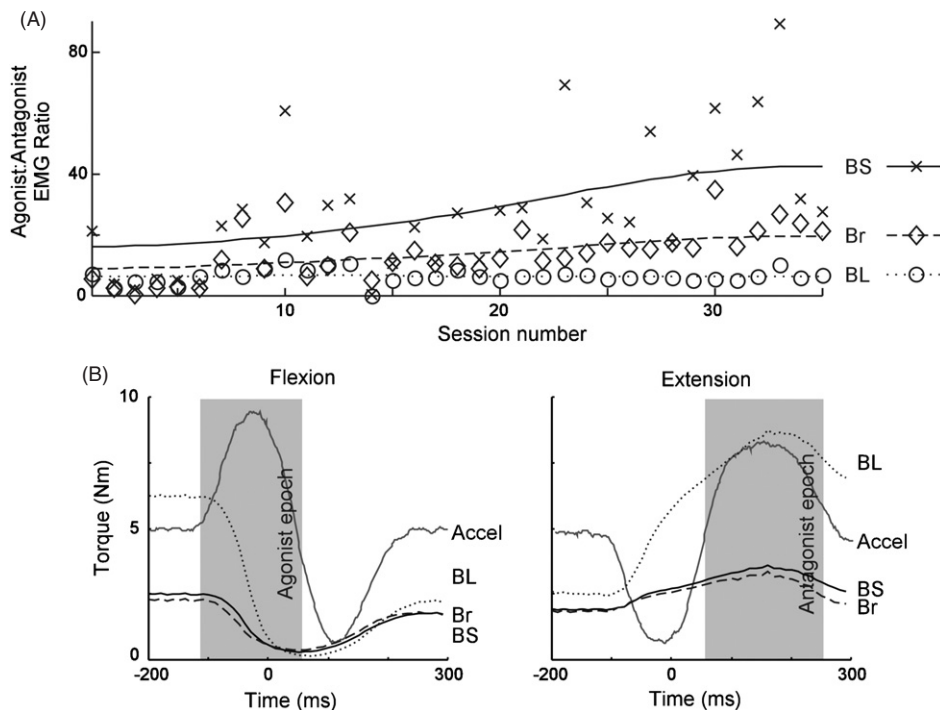 (A)
80
40
0
Agonist:Antagonist
EMG Ratio
BS
Br
BL
10
20
30
Session number
(B)
Flexion
Extension
10
5
0
Torque (Nm)
Agonist epoch
Accel
BL
Br
BS
-200
0
300
Time (ms)
Antagonist epoch
BL
Accel
BS
Br
-200
0
300
Time (ms)